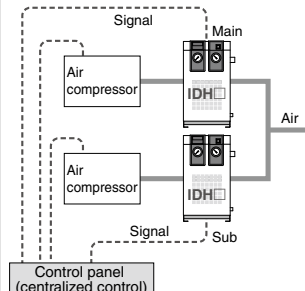 Signal
Main
Air
compressor
IDH□
Air
Air
compressor
IDH□
Signal
Sub
Control panel
(centralized control)